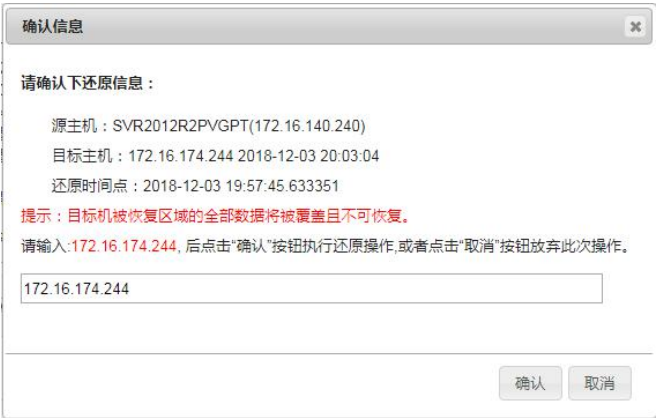 确认信息
请确认下还原信息：
源主机：SVR2012R2PVGPT(172.16.140.240)
目标主机：172.16.174.244 2018-12-03 20:03:04
还原时间点：2018-12-03 19:57:45.633351
提示：目标机被恢复区域的全部数据将被覆盖且不可恢复。
请输入:172.16.174.244, 后点击“确认”按钮执行还原操作,或者点击“取消”按钮放弃此次操作。
172.16.174.244
确认 取消